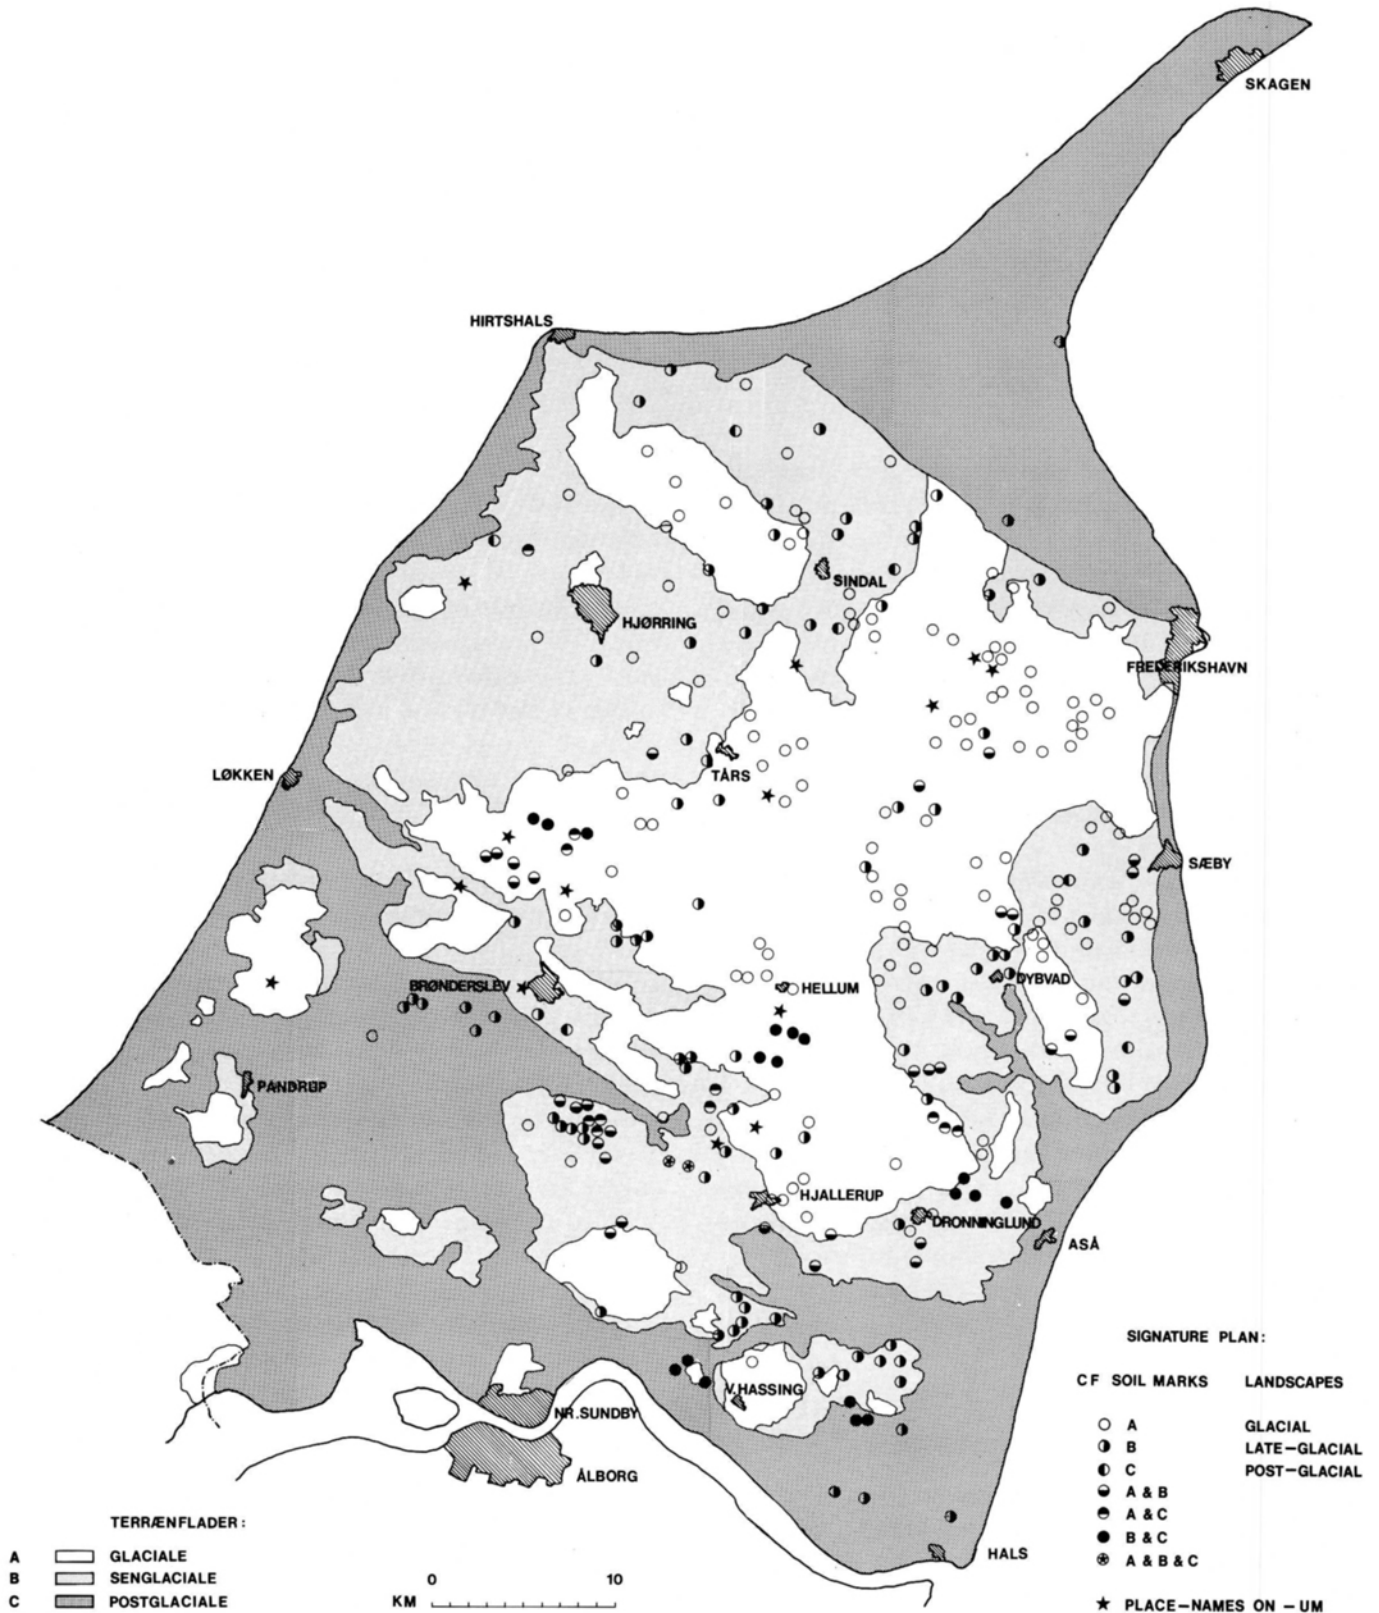 SKAGEN
HIRTSHALS
SINDAL
HJØRRING
FREDERIKSHAVN
LØKKEN
TÅRS
SÆBY
BRØNDERSLEV
HELLUM
DYBVAD
PANDRUP
HJALLERUP
DRONNINGLUND
ASÅ
V.HASSING
NR.SUNDBY
ÅLBORG
HALS
SIGNATURE PLAN:
CF SOIL MARKS LANDSCAPES
A GLACIAL
B LATE-GLACIAL
C POST-GLACIAL
A & B
A & C
B & C
A & B & C
★ PLACE-NAMES ON -UM
TERRÆNFLADER:
A GLACIALE
B SENGLACIALE
C POSTGLACIALE
0 10
KM